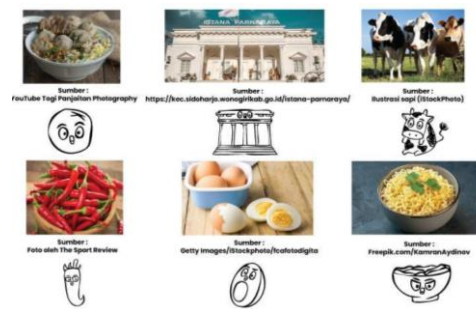 ISTANA PARNARAYA
Sumber :
YouTube Togi Panjaitan Photography
Sumber :
https://kec.sidoharjo.wonogirikab.go.id/istana-parnaraya/
Sumber :
Ilustrasi sapi (iStockPhoto)
Sumber :
Foto oleh The Sport Review
Sumber :
Getty Images/iStockphoto/fcafotodigita
Sumber :
Freepik.com/KamranAydinov